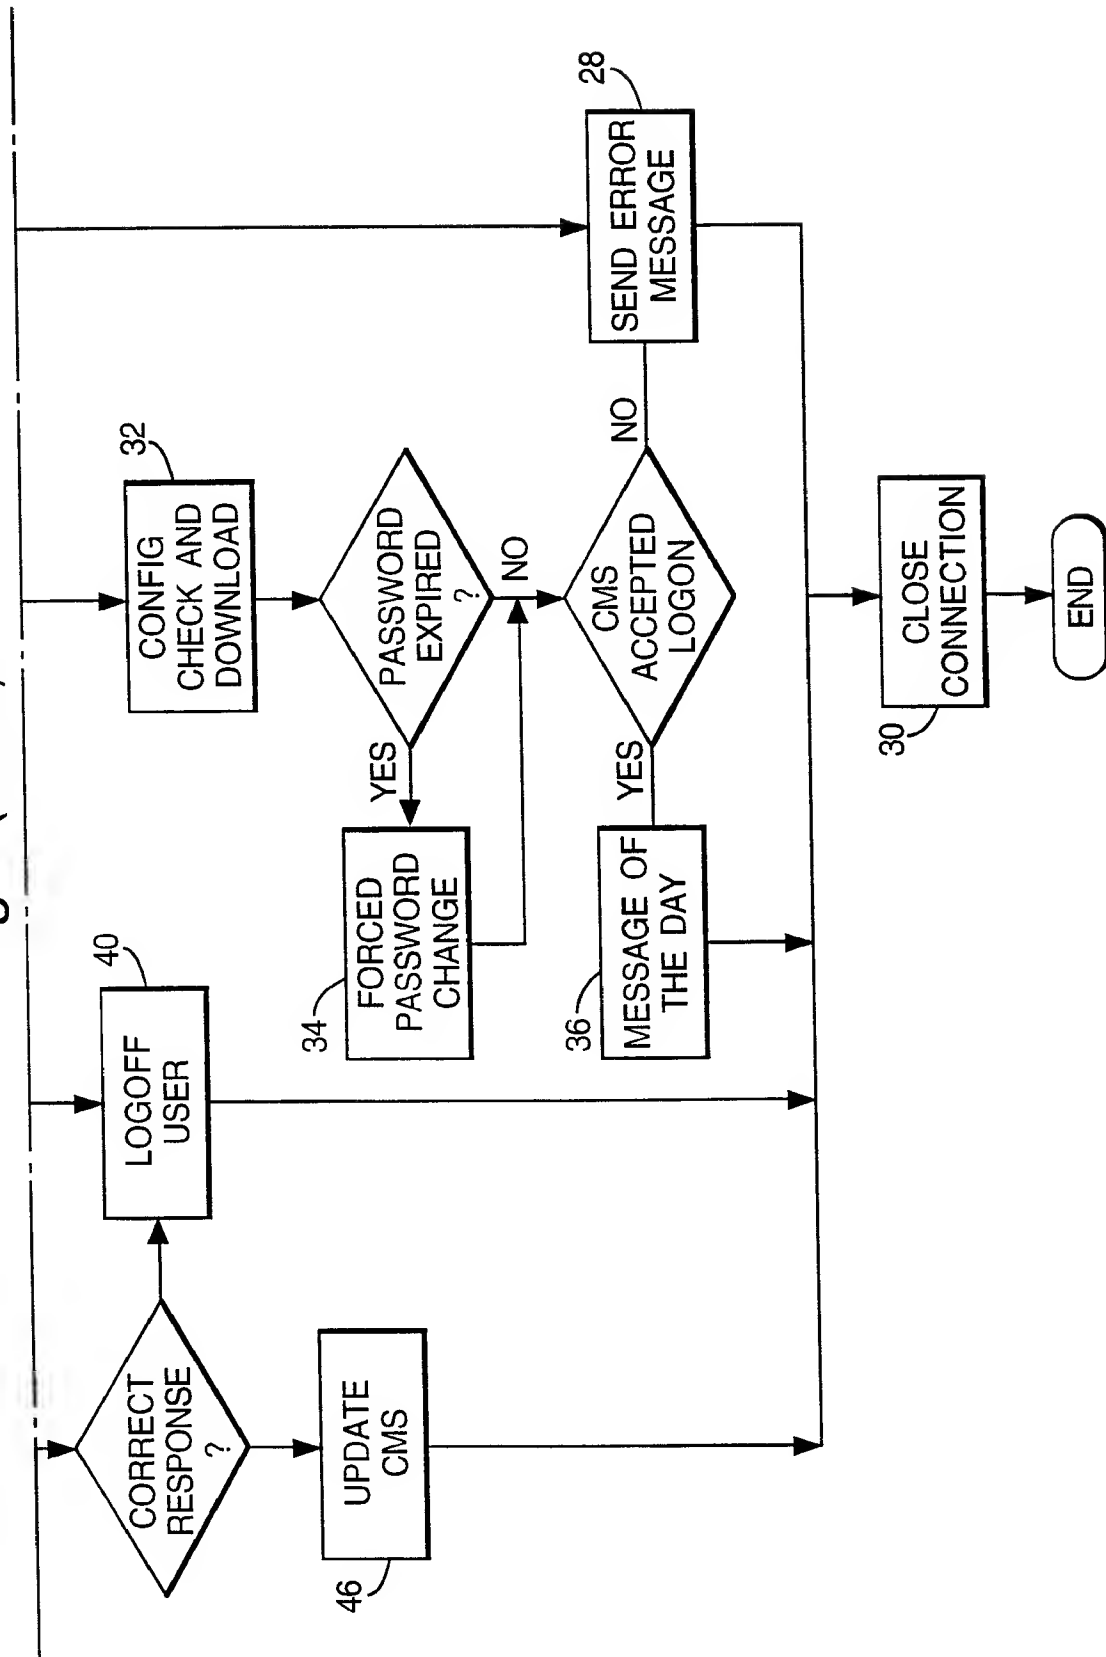 CORRECT
RESPONSE
?
40
LOGOFF
USER
46
UPDATE
CMS
32
CONFIG
CHECK AND
DOWNLOAD
PASSWORD
EXPIRED
?
YES
NO
34
FORCED
PASSWORD
CHANGE
CMS
ACCEPTED
LOGON
YES
NO
36
MESSAGE OF
THE DAY
28
SEND ERROR
MESSAGE
30
CLOSE
CONNECTION
END